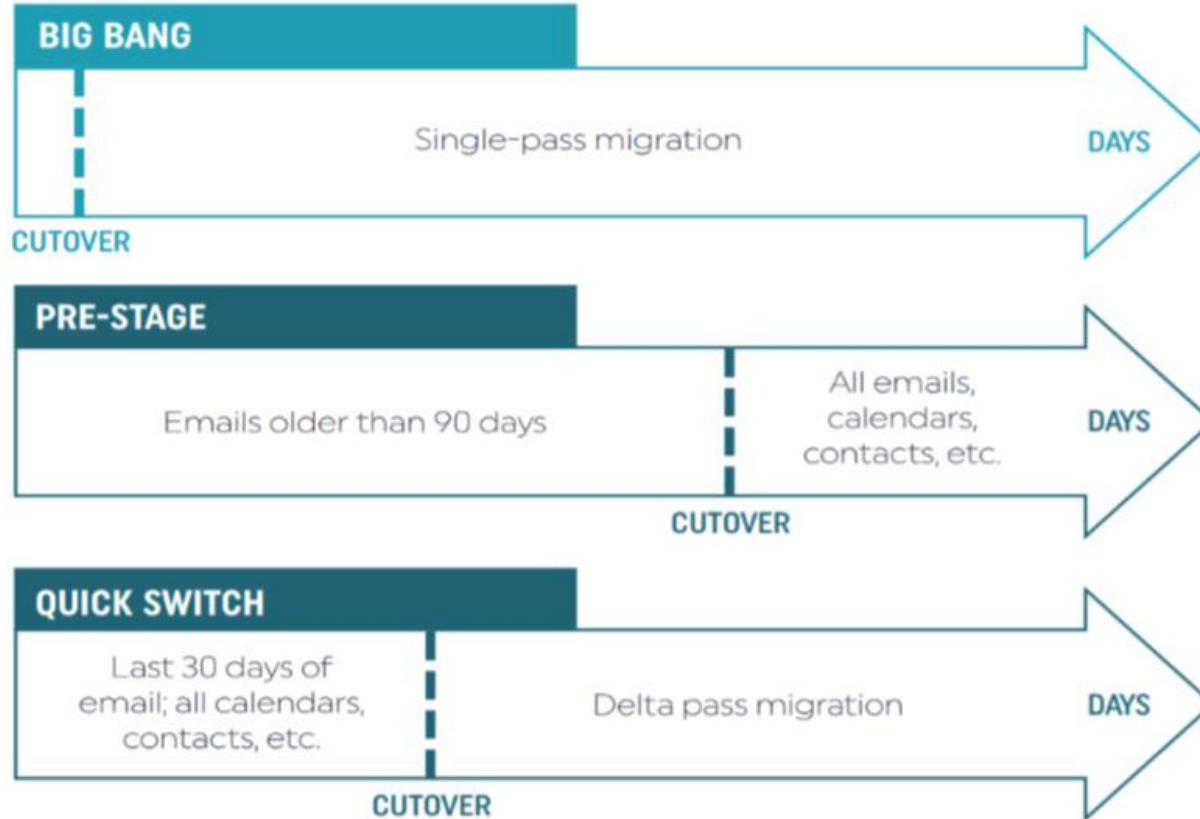 BIG BANG
Single-pass migration
DAYS
CUTOVER
PRE-STAGE
Emails older than 90 days
All emails,
calendars,
contacts, etc.
DAYS
CUTOVER
QUICK SWITCH
Last 30 days of
email; all calendars,
contacts, etc.
Delta pass migration
DAYS
CUTOVER